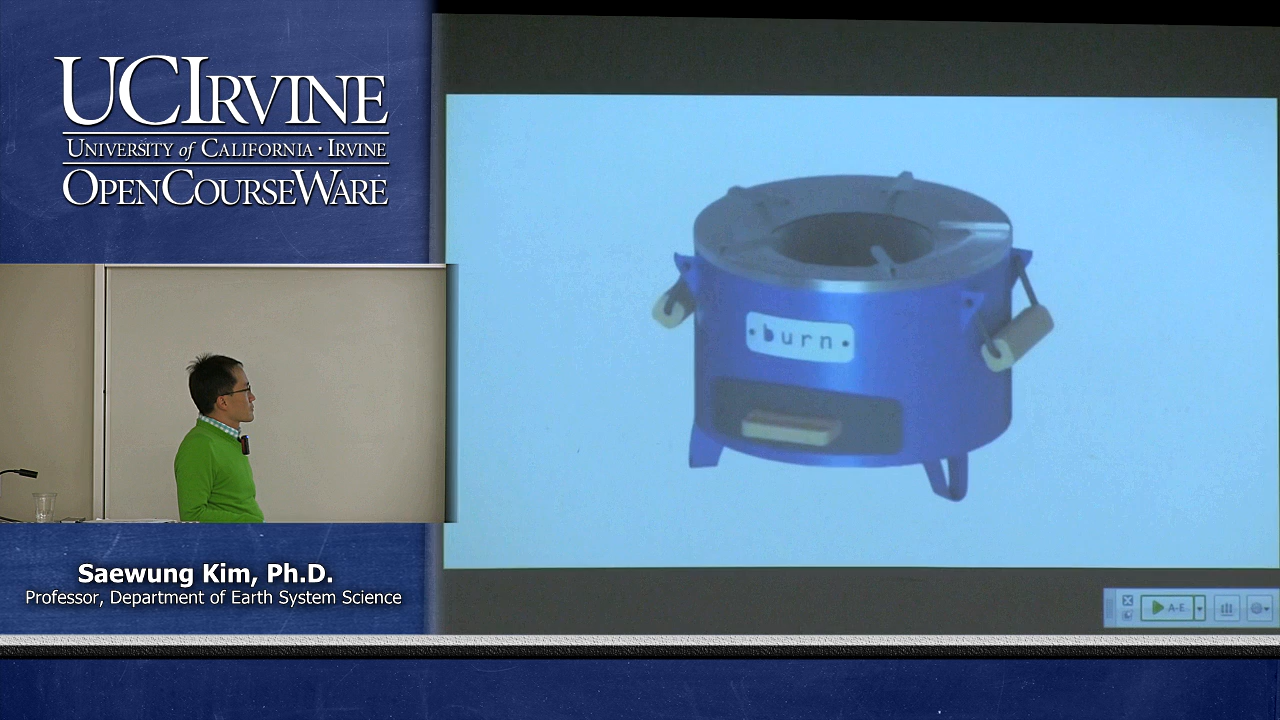 UCIRVINE
UNIVERSITY of CALIFORNIA · IRVINE
OPENCOURSEWARE
burn
Saewung Kim, Ph.D.
Professor, Department of Earth System Science
A-E..